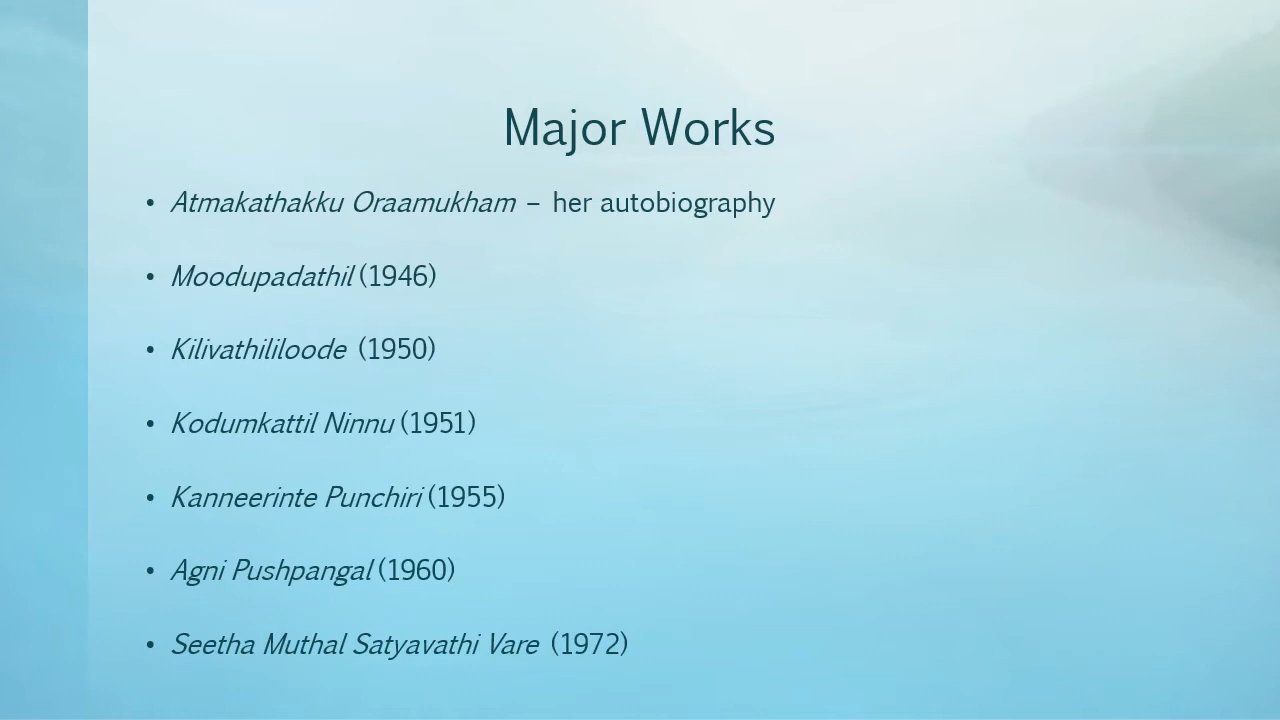 Major Works
• Atmakathakku Oraamukham – her autobiography
• Moodupadathil (1946)
• Kilivathililoode (1950)
• Kodumkattil Ninnu (1951)
• Kanneerinte Punchiri (1955)
• Agni Pushpangal (1960)
• Seetha Muthal Satyavathi Vare (1972)